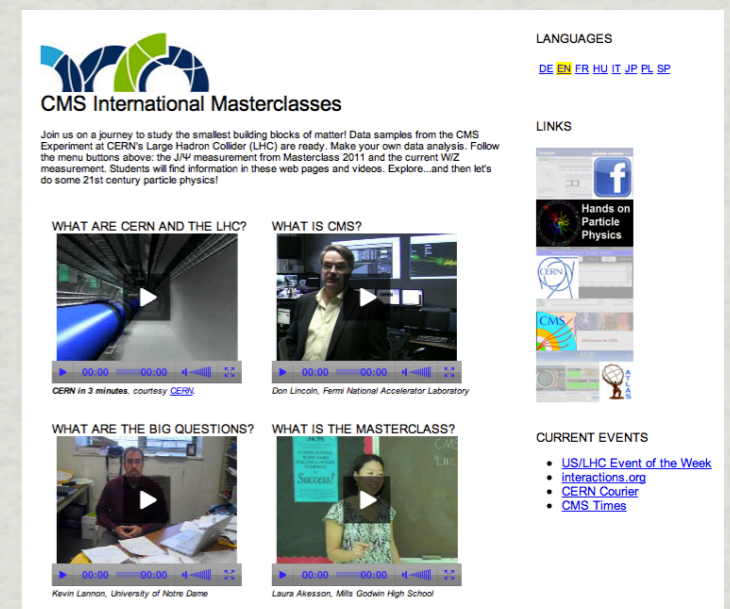 CMS International Masterclasses
Join us on a journey to study the smallest building blocks of matter! Data samples from the CMS
Experiment at CERN's Large Hadron Collider (LHC) are ready. Make your own data analysis. Follow
the menu buttons above: the J/Ψ measurement from Masterclass 2011 and the current W/Z
measurement. Students will find information in these web pages and videos. Explore...and then let's
do some 21st century particle physics!
WHAT ARE CERN AND THE LHC?
WHAT IS CMS?
00:00 00:00
00:00 00:00
CERN in 3 minutes, courtesy CERN.
Don Lincoln, Fermi National Accelerator Laboratory
WHAT ARE THE BIG QUESTIONS?
WHAT IS THE MASTERCLASS?
Success!
CMS
LHC
00:00 00:00
00:00 00:00
Kevin Lannon, University of Notre Dame
Laura Akesson, Mills Godwin High School
LANGUAGES
DE EN FR HU IT JP PL SP
LINKS
f
Hands on
Particle
Physics
CERN
CMS
ATLAS
CURRENT EVENTS
US/LHC Event of the Week
interactions.org
CERN Courier
CMS Times